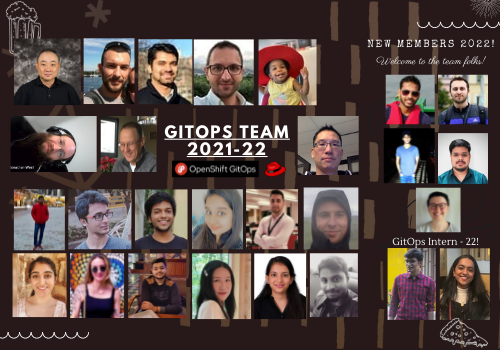 NEW MEMBERS 2022!
Welcome to the team folks!
GITOPS TEAM
2021-22
OpenShift GitOps
GitOps Intern - 22!